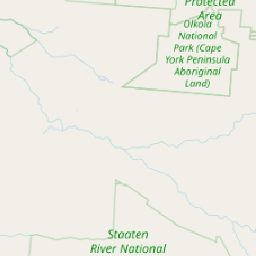 Protected
Area
Olkola
National
Park (Cape
York Peninsula
Aboriginal
Land)
Staaten
River National